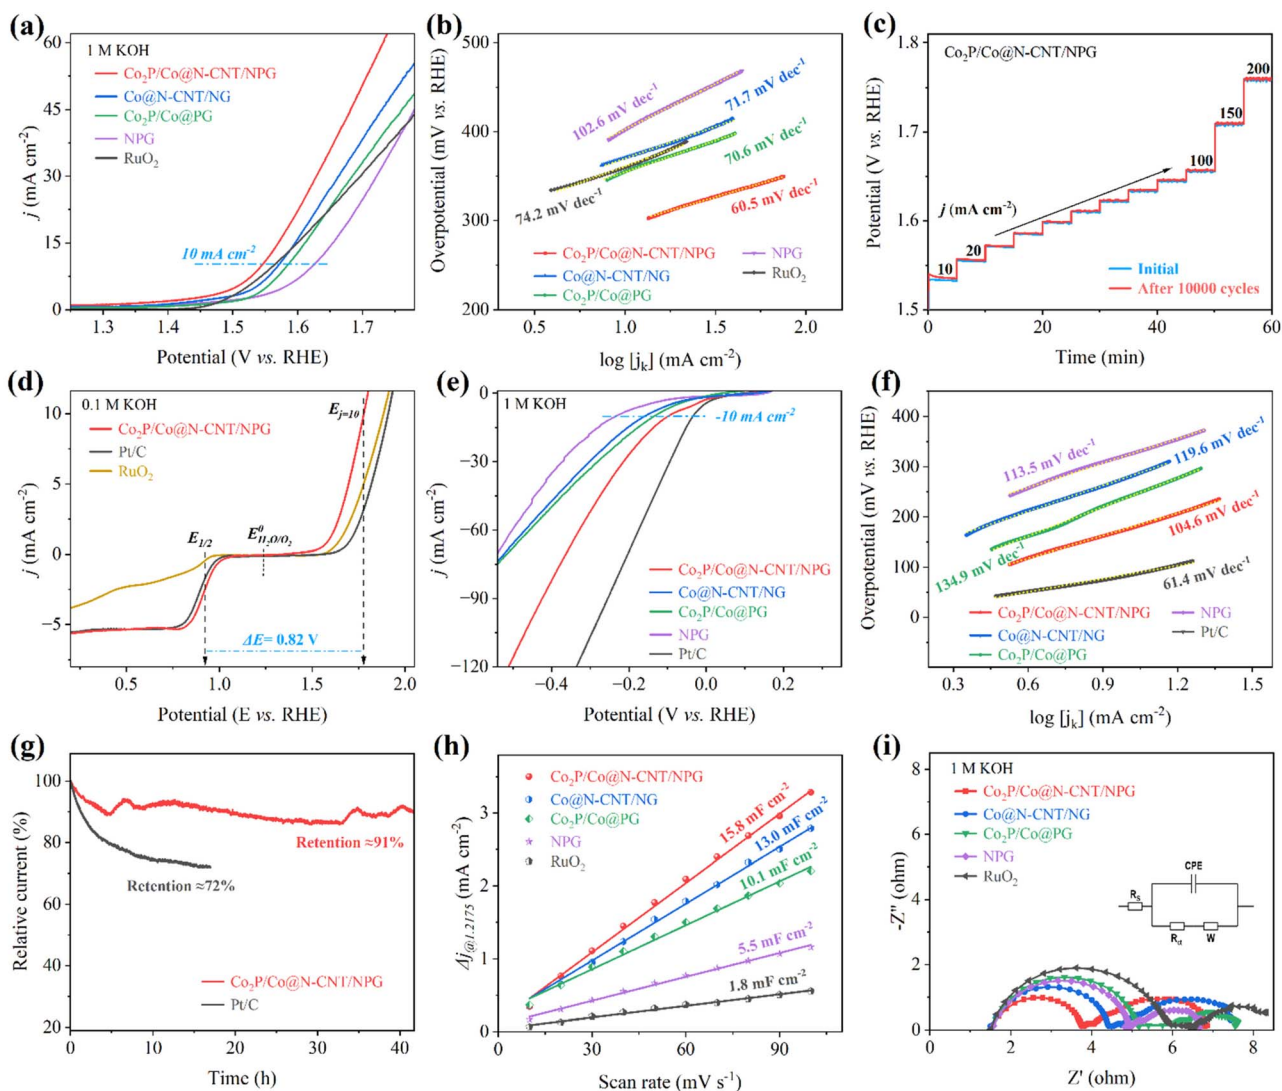 (a)
1 M KOH
Co₂P/Co@N-CNT/NPG
Co@N-CNT/NG
Co₂P/Co@PG
NPG
RuO₂
10 mA cm⁻²
60
45
30
15
0
1.3
1.4
1.5
1.6
1.7
j (mA cm⁻²)
Potential (V vs. RHE)
(b)
500
400
300
200
102.6 mV dec⁻¹
71.7 mV dec⁻¹
70.6 mV dec⁻¹
74.2 mV dec⁻¹
60.5 mV dec⁻¹
Co₂P/Co@N-CNT/NPG
Co@N-CNT/NG
Co₂P/Co@PG
NPG
RuO₂
0.5
1.0
1.5
2.0
Overpotential (mV vs. RHE)
log [jₖ] (mA cm⁻²)
(c)
Co₂P/Co@N-CNT/NPG
1.8
1.7
1.6
1.5
200
150
100
20
10
j (mA cm⁻²)
Initial
After 10000 cycles
0
20
40
60
Potential (V vs. RHE)
Time (min)
(d)
0.1 M KOH
Co₂P/Co@N-CNT/NPG
Pt/C
RuO₂
E_j=10
E_1/2
E⁰_H₂O/O₂
ΔE= 0.82 V
10
5
0
−5
0.5
1.0
1.5
2.0
j (mA cm⁻²)
Potential (E vs. RHE)
(e)
1M KOH
-10 mA cm⁻²
Co₂P/Co@N-CNT/NPG
Co@N-CNT/NG
Co₂P/Co@PG
NPG
Pt/C
0
−30
−60
−90
−120
−0.4
−0.2
0.0
0.2
j (mA cm⁻²)
Potential (V vs. RHE)
(f)
400
300
200
100
0
113.5 mV dec⁻¹
119.6 mV dec⁻¹
104.6 mV dec⁻¹
134.9 mV dec⁻¹
61.4 mV dec⁻¹
Co₂P/Co@N-CNT/NPG
Co@N-CNT/NG
Co₂P/Co@PG
NPG
Pt/C
0.3
0.6
0.9
1.2
1.5
Overpotential (mV vs. RHE)
log [jₖ] (mA cm⁻²)
(g)
100
80
60
40
20
Retention ≈91%
Retention ≈72%
Co₂P/Co@N-CNT/NPG
Pt/C
0
10
20
30
40
Relative current (%)
Time (h)
(h)
Co₂P/Co@N-CNT/NPG
Co@N-CNT/NG
Co₂P/Co@PG
NPG
RuO₂
15.8 mF cm⁻²
13.0 mF cm⁻²
10.1 mF cm⁻²
5.5 mF cm⁻²
1.8 mF cm⁻²
3
2
1
0
30
60
90
Δj@1.2175 (mA cm⁻²)
Scan rate (mV s⁻¹)
(i)
1 M KOH
Co₂P/Co@N-CNT/NPG
Co@N-CNT/NG
Co₂P/Co@PG
NPG
RuO₂
CPE
Rs
Rct
W
8
6
4
2
0
0
2
4
6
8
-Z'' (ohm)
Z' (ohm)